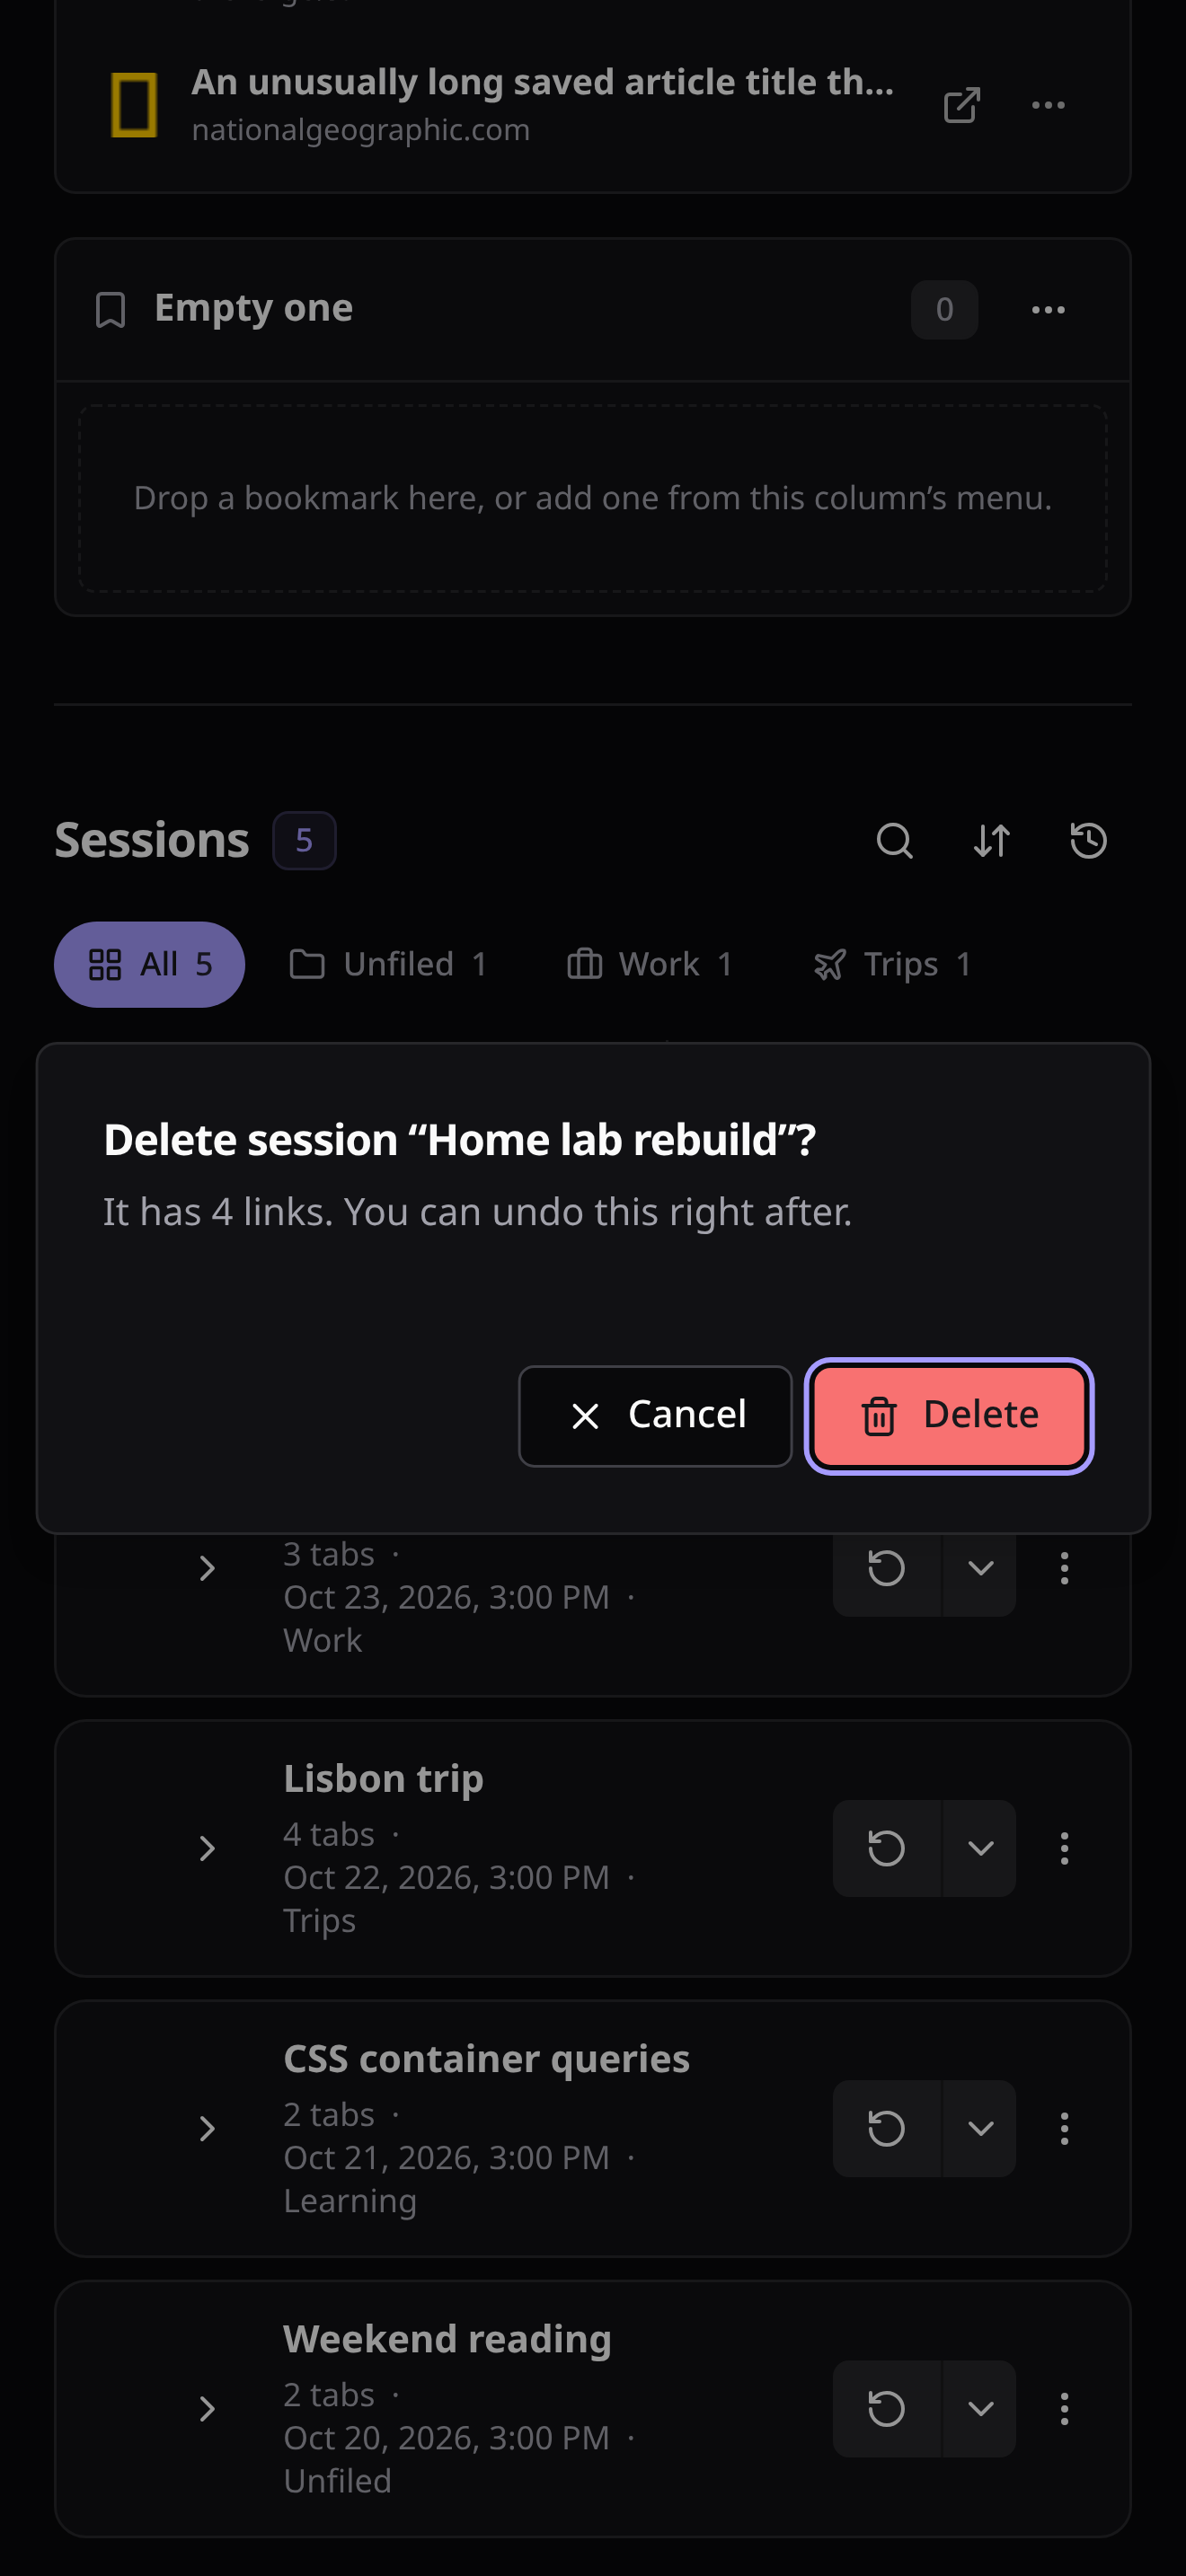 An unusually long saved article title th...
nationalgeographic.com
Empty one
0
Drop a bookmark here, or add one from this column’s menu.
Sessions
5
All 5
Unfiled 1
Work 1
Trips 1
Delete session “Home lab rebuild”?
It has 4 links. You can undo this right after.
Cancel
Delete
3 tabs ·
Oct 23, 2026, 3:00 PM ·
Work
Lisbon trip
4 tabs ·
Oct 22, 2026, 3:00 PM ·
Trips
CSS container queries
2 tabs ·
Oct 21, 2026, 3:00 PM ·
Learning
Weekend reading
2 tabs ·
Oct 20, 2026, 3:00 PM ·
Unfiled